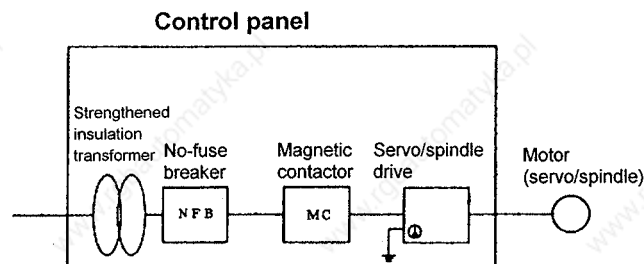 Control panel
Strengthened
insulation
transformer
No-fuse
breaker
Magnetic
contactor
Servo/spindle
drive
Motor
(servo/spindle)
NFB
MC